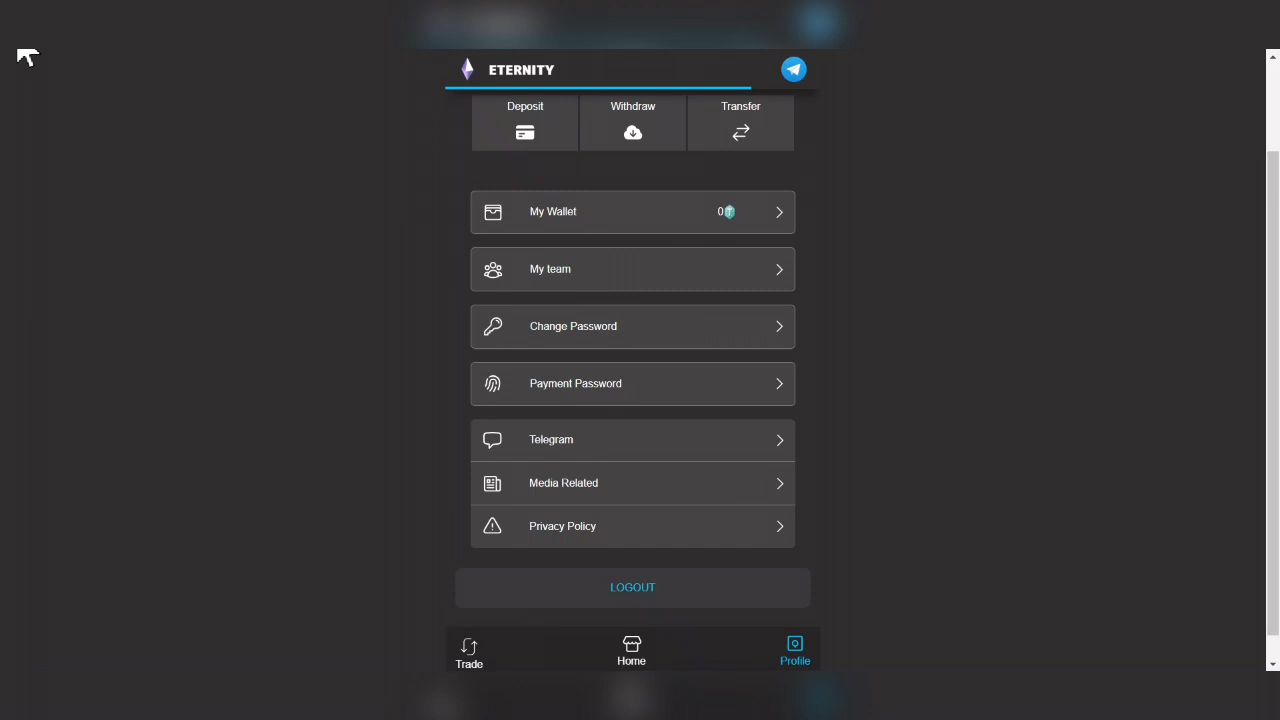 ETERNITY
Deposit Withdraw Transfer
My Wallet 0
My team
Change Password
Payment Password
Telegram
Media Related
Privacy Policy
LOGOUT
Trade Home Profile